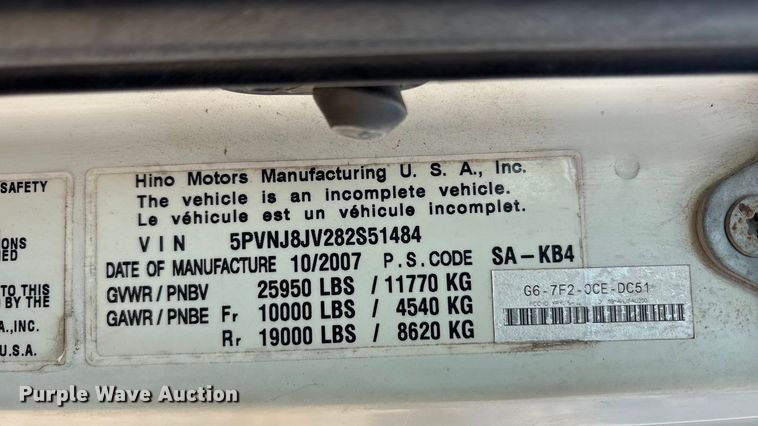 SAFETY
ONS
TO THIS
BY THE
.A.,INC.
U.S.A.
Hino Motors Manufacturing U. S. A., Inc.
The vehicle is an incomplete vehicle.
Le véhicule est un véhicule incomplet.
VIN 5PVNJ8JV282S51484
DATE OF MANUFACTURE 10/2007 P.S.CODE SA-KB4
GVWR/PNBV 25950 LBS /11770 KG
GAWR/PNBE Fr 10000 LBS / 4540 KG
Rr 19000 LBS / 8620 KG
G6-7F2-0CE-DC51
Purple Wave Auction